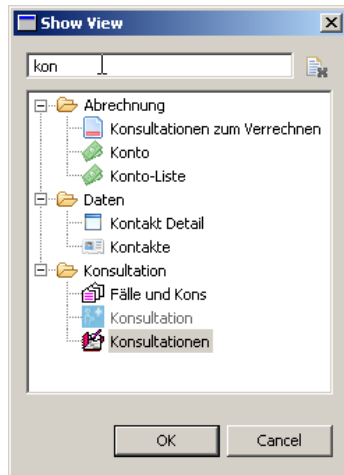 Show View
kon
Abrechnung
Konsultationen zum Verrechnen
Konto
Konto-Liste
Daten
Kontakt Detail
Kontakte
Konsultation
Fälle und Kons
Konsultation
Konsultationen
OK Cancel